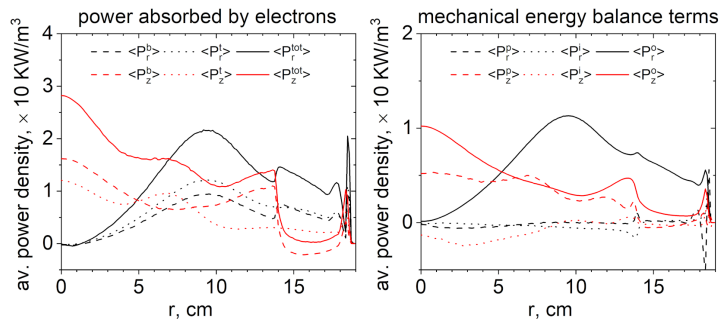 power absorbed by electrons
<P_r^b> <P_r^t> <P_r^tot>
<P_z^b> <P_z^t> <P_z^tot>
av. power density, × 10 KW/m³
4
3
2
1
0
0 5 10 15
r, cm
mechanical energy balance terms
<P_r^p> <P_r^i> <P_r^o>
<P_z^p> <P_z^i> <P_z^o>
av. power density, × 10 KW/m³
2
1
0
0 5 10 15
r, cm